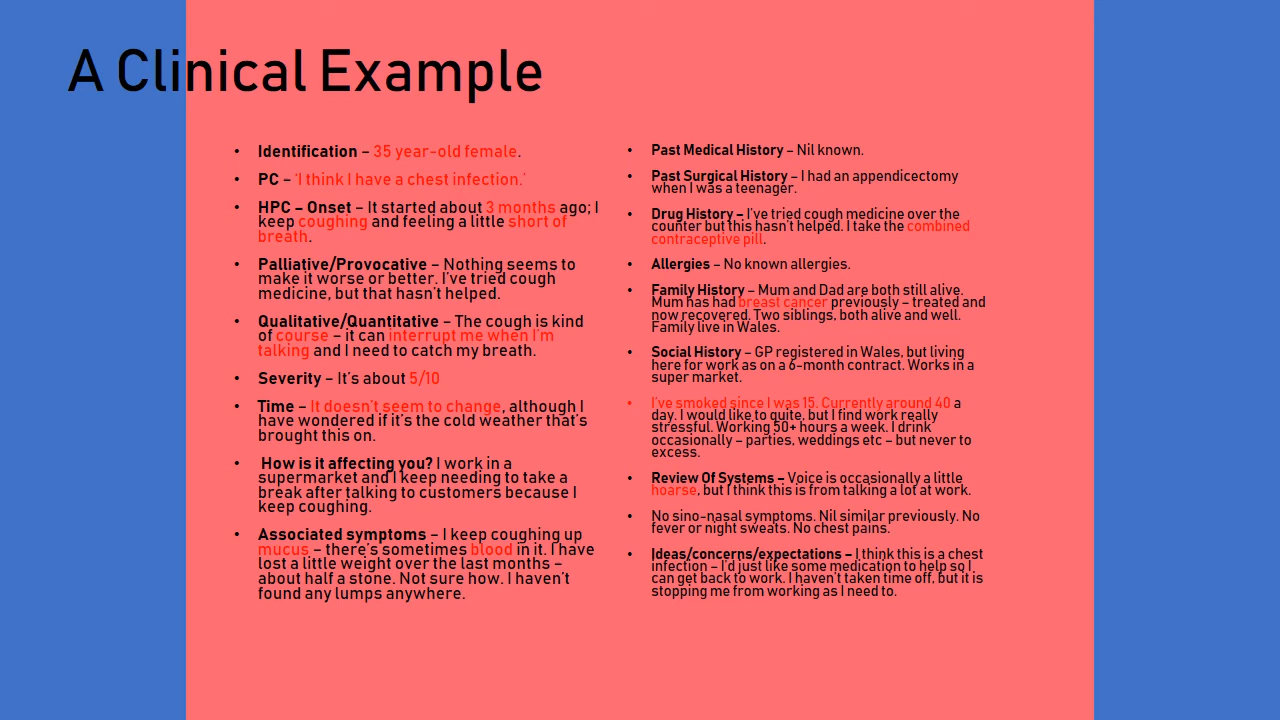 A Clinical Example
• Identification – 35 year-old female.
• PC – ‘I think I have a chest infection.’
• HPC – Onset – It started about 3 months ago; I
keep coughing and feeling a little short of
breath.
• Palliative/Provocative – Nothing seems to
make it worse or better. I’ve tried cough
medicine, but that hasn’t helped.
• Qualitative/Quantitative – The cough is kind
of course – it can interrupt me when I’m
talking and I need to catch my breath.
• Severity – It’s about 5/10
• Time – It doesn’t seem to change, although I
have wondered if it’s the cold weather that’s
brought this on.
• How is it affecting you? I work in a
supermarket and I keep needing to take a
break after talking to customers because I
keep coughing.
• Associated symptoms – I keep coughing up
mucus – there’s sometimes blood in it. I have
lost a little weight over the last months –
about half a stone. Not sure how. I haven’t
found any lumps anywhere.
• Past Medical History – Nil known.
• Past Surgical History – I had an appendicectomy
when I was a teenager.
• Drug History – I’ve tried cough medicine over the
counter but this hasn’t helped. I take the combined
contraceptive pill.
• Allergies – No known allergies.
• Family History – Mum and Dad are both still alive.
Mum has had breast cancer previously – treated and
now recovered. Two siblings, both alive and well.
Family live in Wales.
• Social History – GP registered in Wales, but living
here for work as on a 6-month contract. Works in a
super market.
• I’ve smoked since I was 15. Currently around 40 a
day. I would like to quite, but I find work really
stressful. Working 50+ hours a week. I drink
occasionally – parties, weddings etc – but never to
excess.
• Review Of Systems – Voice is occasionally a little
hoarse, but I think this is from talking a lot at work.
• No sino-nasal symptoms. Nil similar previously. No
fever or night sweats. No chest pains.
• Ideas/concerns/expectations – I think this is a chest
infection – I’d just like some medication to help so I
can get back to work. I haven’t taken time off, but it is
stopping me from working as I need to.